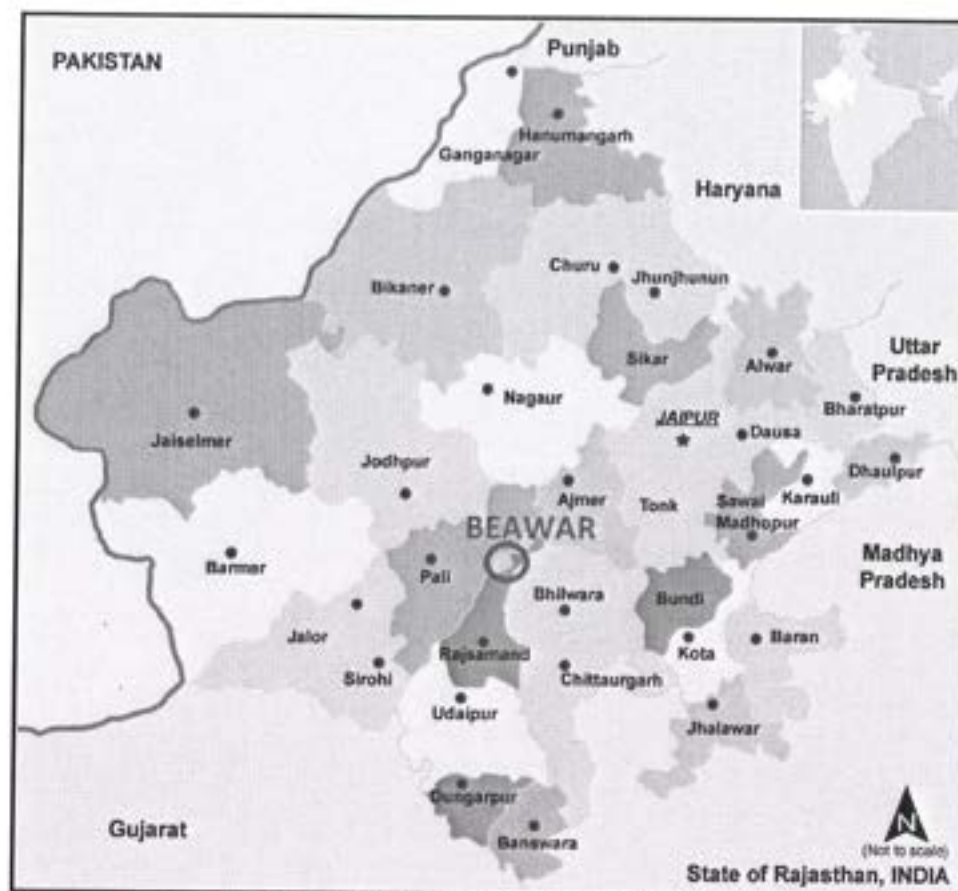 Punjab
PAKISTAN
Hanumangarh
Ganganagar
Haryana
Churu
Jhunjhunun
Bikaner
Uttar
Pradesh
Sikar
Alwar
Nagaur
Bharatpur
JAIPUR
Dausa
Jaiselmer
Jodhpur
Dhaulpur
Ajmer
Tonk
Sawai
Madhopur
Karauli
BEAWAR
Madhya
Pradesh
Barmer
Pali
Bhilwara
Bundi
Jalor
Rajsamand
Kota
Baran
Sirohi
Chittaurgarh
Udaipur
Jhalawar
Dungarpur
Gujarat
Banswara
N
(Not to scale)
State of Rajasthan, INDIA